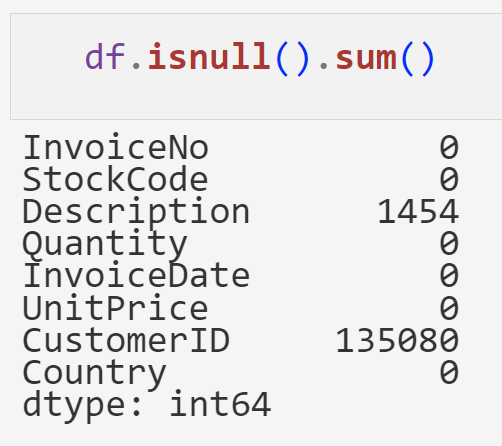 df.isnull().sum()
InvoiceNo 0
StockCode 0
Description 1454
Quantity 0
InvoiceDate 0
UnitPrice 0
CustomerID 135080
Country 0
dtype: int64